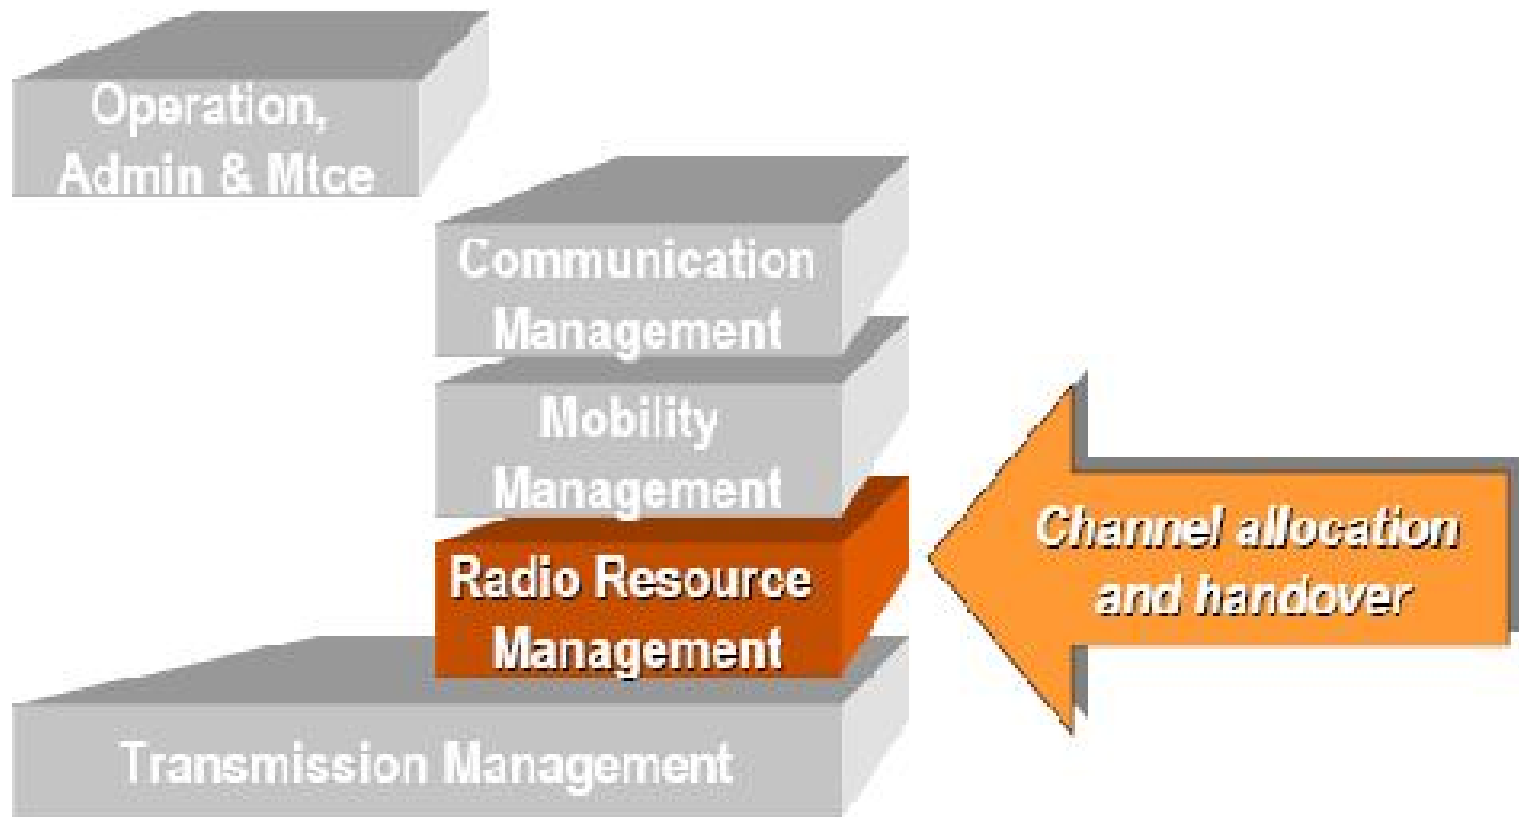 Operation,
Admin & Mtce
Communication
Management
Mobility
Management
Radio Resource
Management
Channel allocation
and handover
Transmission Management